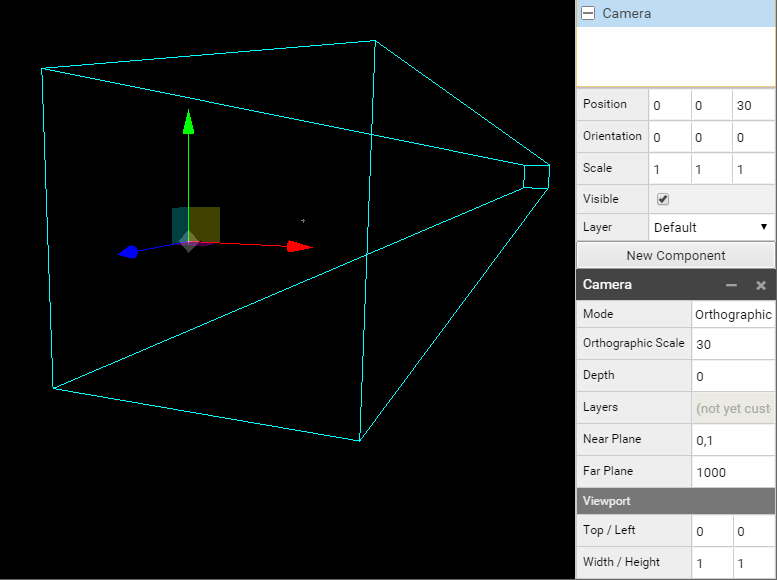 Camera
Position 0 0 30
Orientation 0 0 0
Scale 1 1 1
Visible
Layer Default
New Component
Camera
Mode Orthographic
Orthographic Scale 30
Depth 0
Layers (not yet cust
Near Plane 0,1
Far Plane 1000
Viewport
Top / Left 0 0
Width / Height 1 1